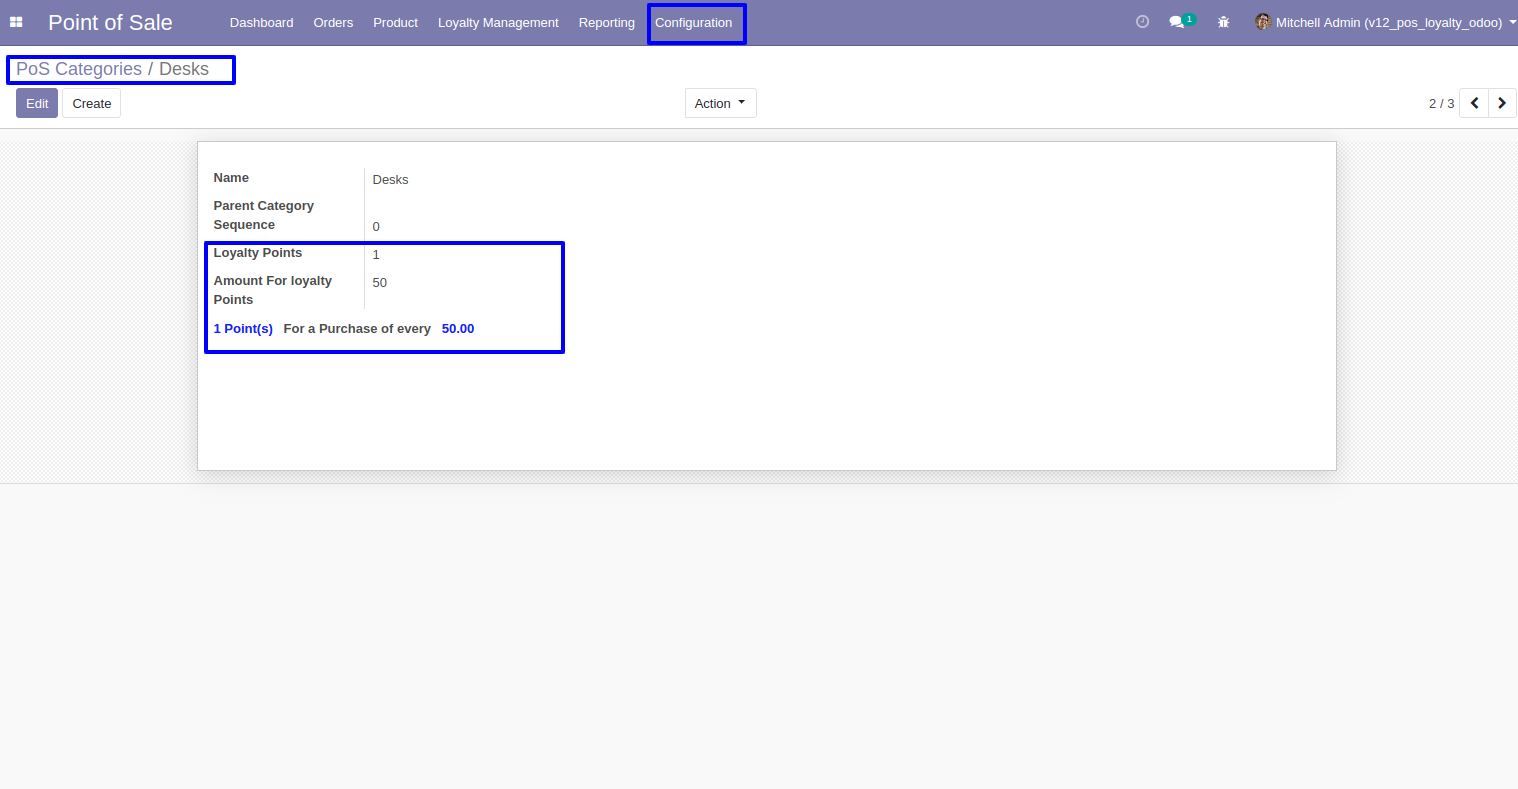 Point of Sale Dashboard Orders Product Loyalty Management Reporting Configuration 1 Mitchell Admin (v12_pos_loyalty_odoo)
PoS Categories / Desks
Edit Create Action 2 / 3
Name Desks
Parent Category
Sequence 0
Loyalty Points 1
Amount For loyalty 50
Points
1 Point(s) For a Purchase of every 50.00